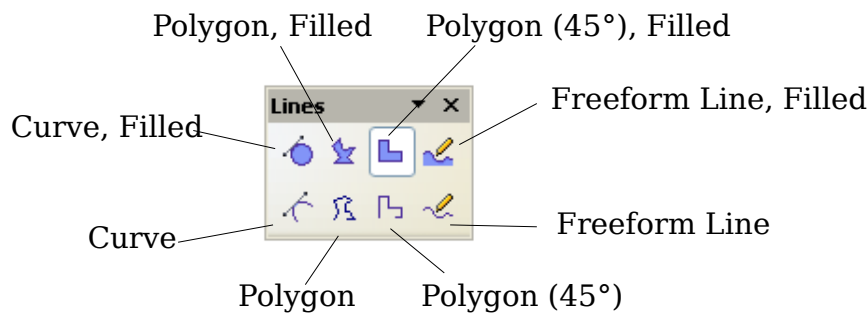 Polygon, Filled
Polygon (45°), Filled
Lines
Freeform Line, Filled
Curve, Filled
Curve
Freeform Line
Polygon
Polygon (45°)